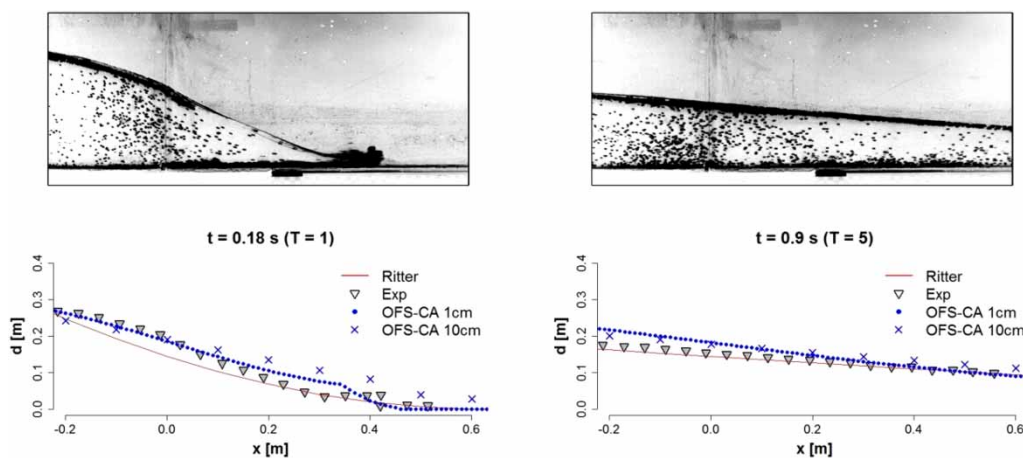 t = 0.18 s (T = 1)
d [m]
0.4
0.3
0.2
0.1
0.0
Ritter
Exp
OFS-CA 1cm
OFS-CA 10cm
-0.2 0.0 0.2 0.4 0.6
x [m]
t = 0.9 s (T = 5)
d [m]
0.4
0.3
0.2
0.1
0.0
Ritter
Exp
OFS-CA 1cm
OFS-CA 10cm
-0.2 0.0 0.2 0.4 0.6
x [m]